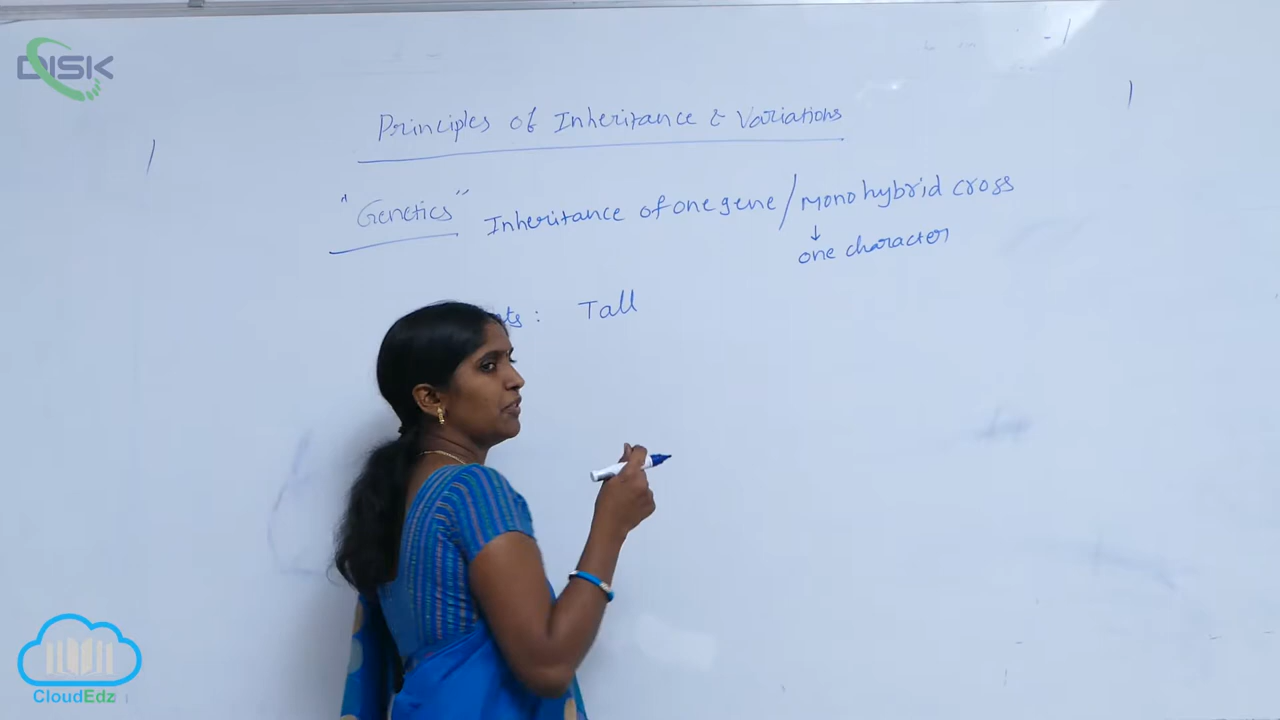 DISK
Principles of Inheritance & Variations
"Genetics" Inheritance of one gene / Monohybrid cross
↓
one character
: Tall
CloudEdz